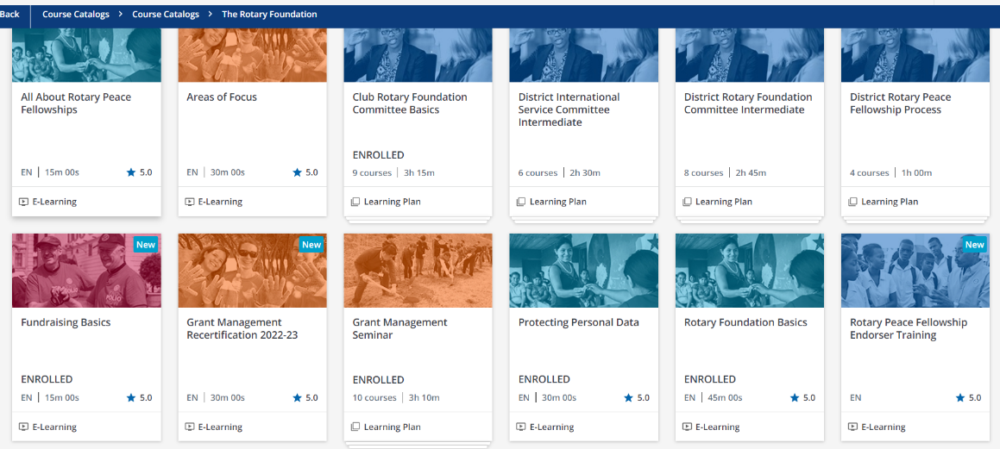 Back
Course Catalogs > Course Catalogs > The Rotary Foundation
All About Rotary Peace
Fellowships
EN | 15m 00s
5.0
E-Learning
Areas of Focus
EN | 30m 00s
5.0
E-Learning
Club Rotary Foundation
Committee Basics
ENROLLED
9 courses | 3h 15m
Learning Plan
District International
Service Committee
Intermediate
6 courses | 2h 30m
Learning Plan
District Rotary Foundation
Committee Intermediate
8 courses | 2h 45m
Learning Plan
District Rotary Peace
Fellowship Process
4 courses | 1h 00m
Learning Plan
New
Fundraising Basics
ENROLLED
EN | 15m 00s
5.0
E-Learning
New
Grant Management
Recertification 2022-23
EN | 30m 00s
5.0
E-Learning
Grant Management
Seminar
ENROLLED
10 courses | 3h 10m
Learning Plan
Protecting Personal Data
ENROLLED
EN | 30m 00s
5.0
E-Learning
Rotary Foundation Basics
ENROLLED
EN | 45m 00s
5.0
E-Learning
New
Rotary Peace Fellowship
Endorser Training
EN
5.0
E-Learning